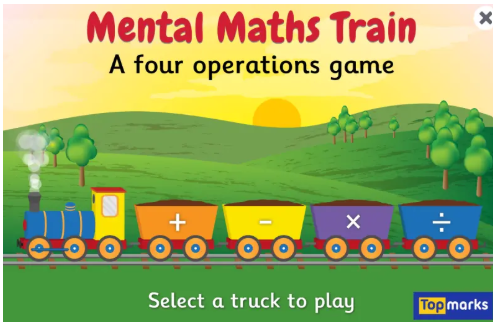 Mental Maths Train
A four operations game
+ − × ÷
Select a truck to play
Topmarks